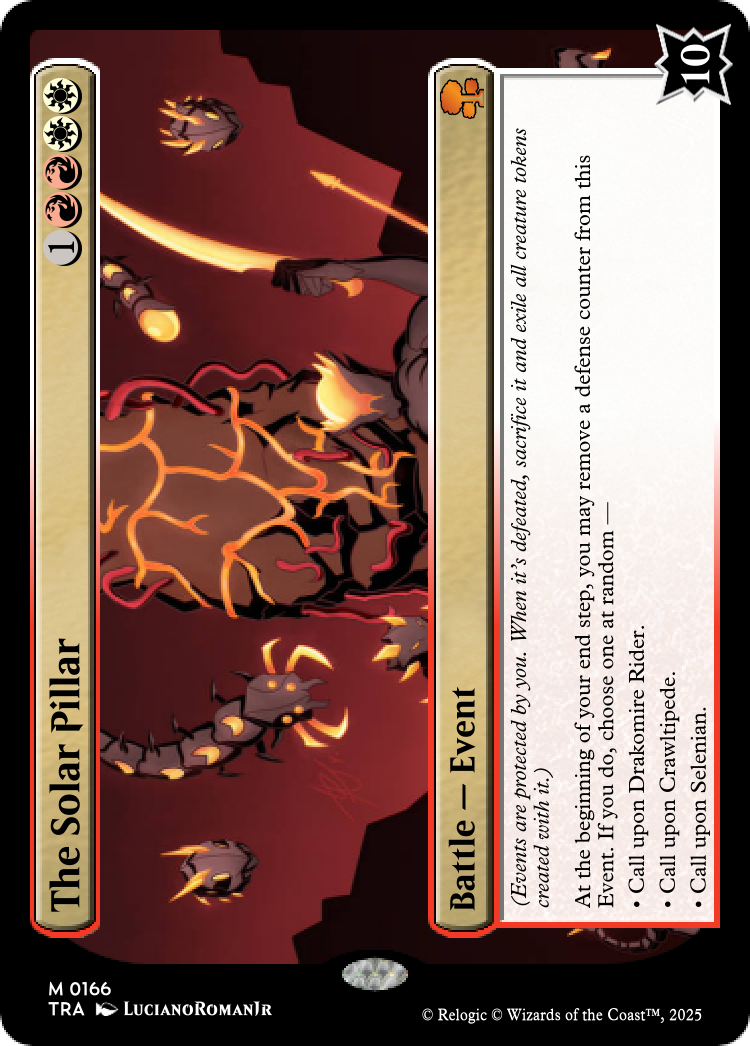 The Solar Pillar
1
Battle — Event
10
(Events are protected by you. When it's defeated, sacrifice it and exile all creature tokens
created with it.)
At the beginning of your end step, you may remove a defense counter from this
Event. If you do, choose one at random —
• Call upon Drakomire Rider.
• Call upon Crawltipede.
• Call upon Selenian.
M 0166
TRA LucianoRomanJr
© Relogic © Wizards of the Coast™, 2025